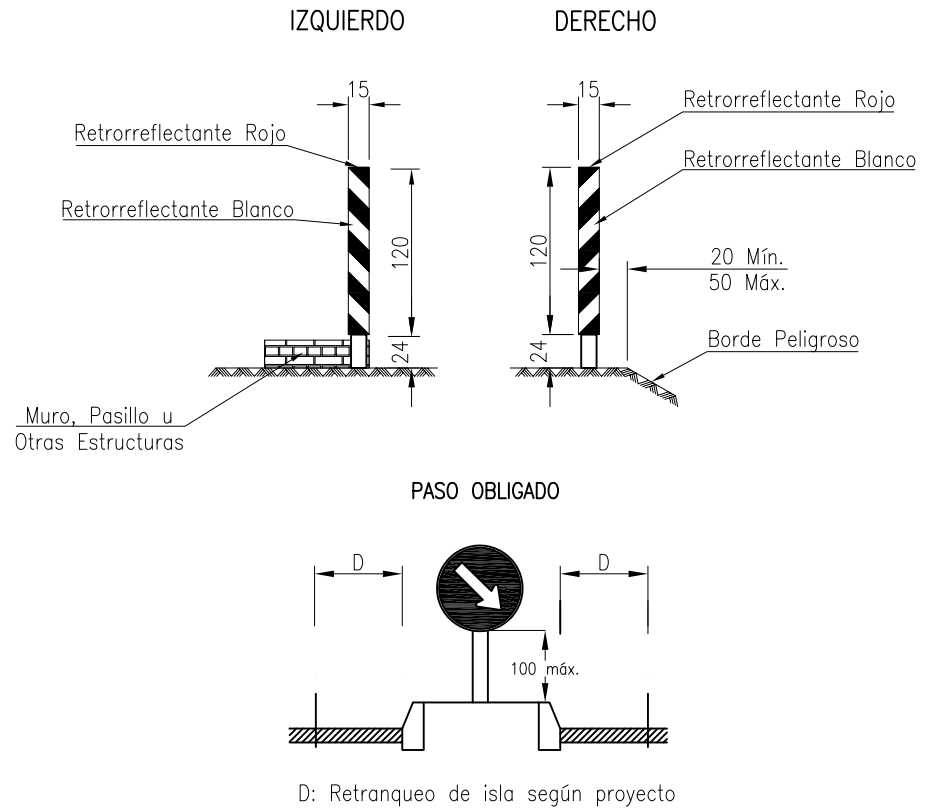 IZQUIERDO
DERECHO
15
15
Retrorreflectante Rojo
Retrorreflectante Rojo
Retrorreflectante Blanco
Retrorreflectante Blanco
120
120
20 Mín.
50 Máx.
24
24
Borde Peligroso
Muro, Pasillo u
Otras Estructuras
PASO OBLIGADO
D
D
100 máx.
D: Retranqueo de isla según proyecto